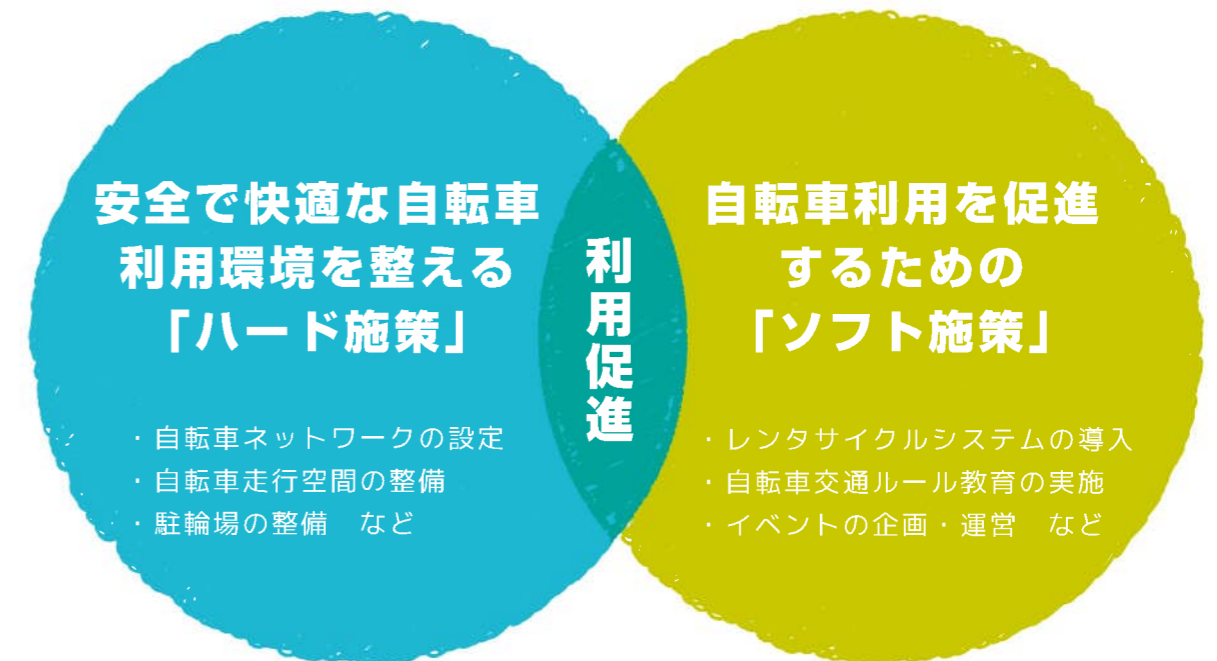 安全で快適な自転車
利用環境を整える
「ハード施策」
・自転車ネットワークの設定
・自転車走行空間の整備
・駐輪場の整備　など
利用促進
自転車利用を促進
するための
「ソフト施策」
・レンタサイクルシステムの導入
・自転車交通ルール教育の実施
・イベントの企画・運営　など